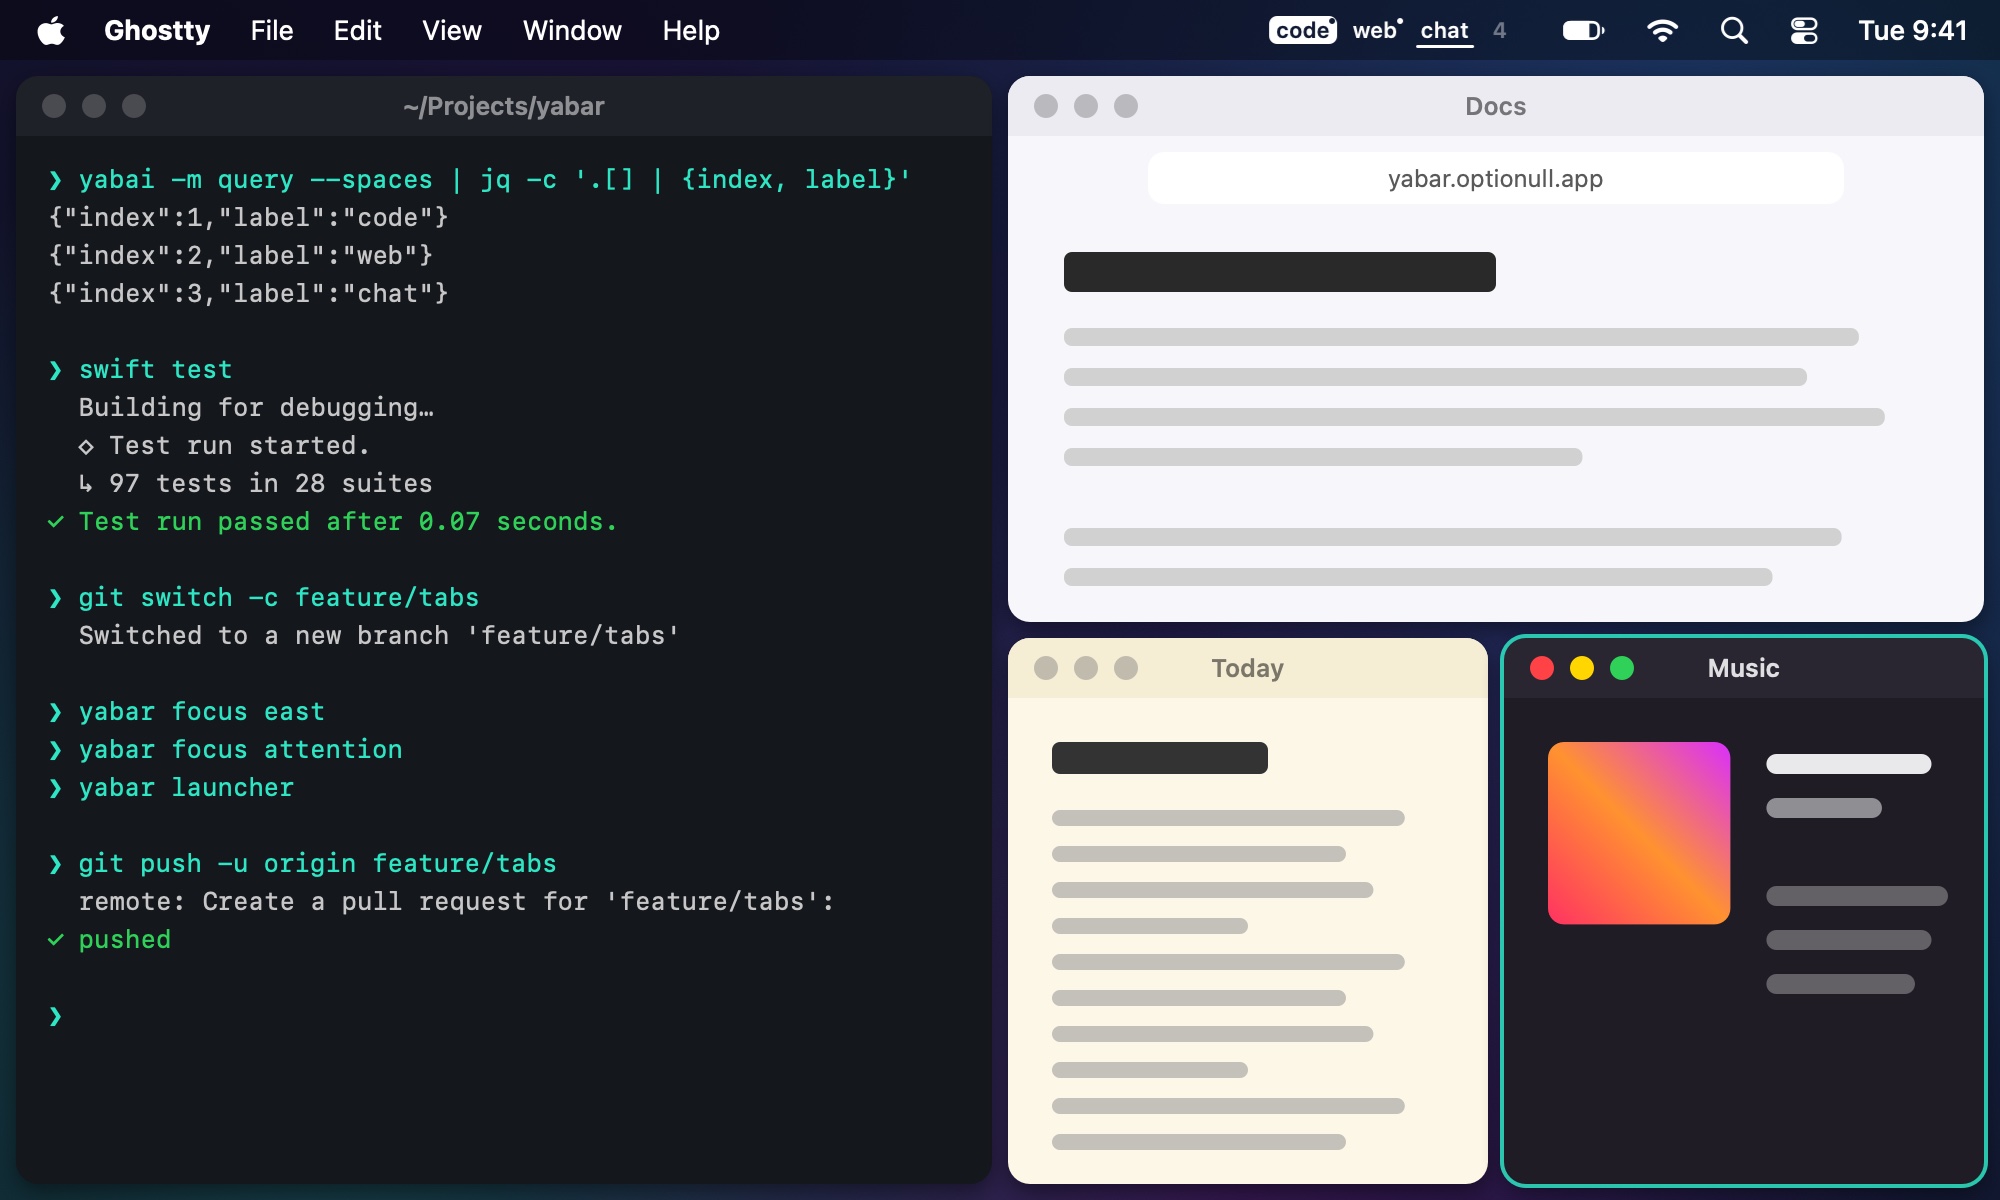 Ghostty File Edit View Window Help code web chat 4 Tue 9:41
~/Projects/yabar
❯ yabai -m query --spaces | jq -c '.[] | {index, label}'
{"index":1,"label":"code"}
{"index":2,"label":"web"}
{"index":3,"label":"chat"}
❯ swift test
Building for debugging…
◇ Test run started.
↳ 97 tests in 28 suites
✓ Test run passed after 0.07 seconds.
❯ git switch -c feature/tabs
Switched to a new branch 'feature/tabs'
❯ yabar focus east
❯ yabar focus attention
❯ yabar launcher
❯ git push -u origin feature/tabs
remote: Create a pull request for 'feature/tabs':
✓ pushed
❯
Docs
yabar.optionull.app
Today
Music